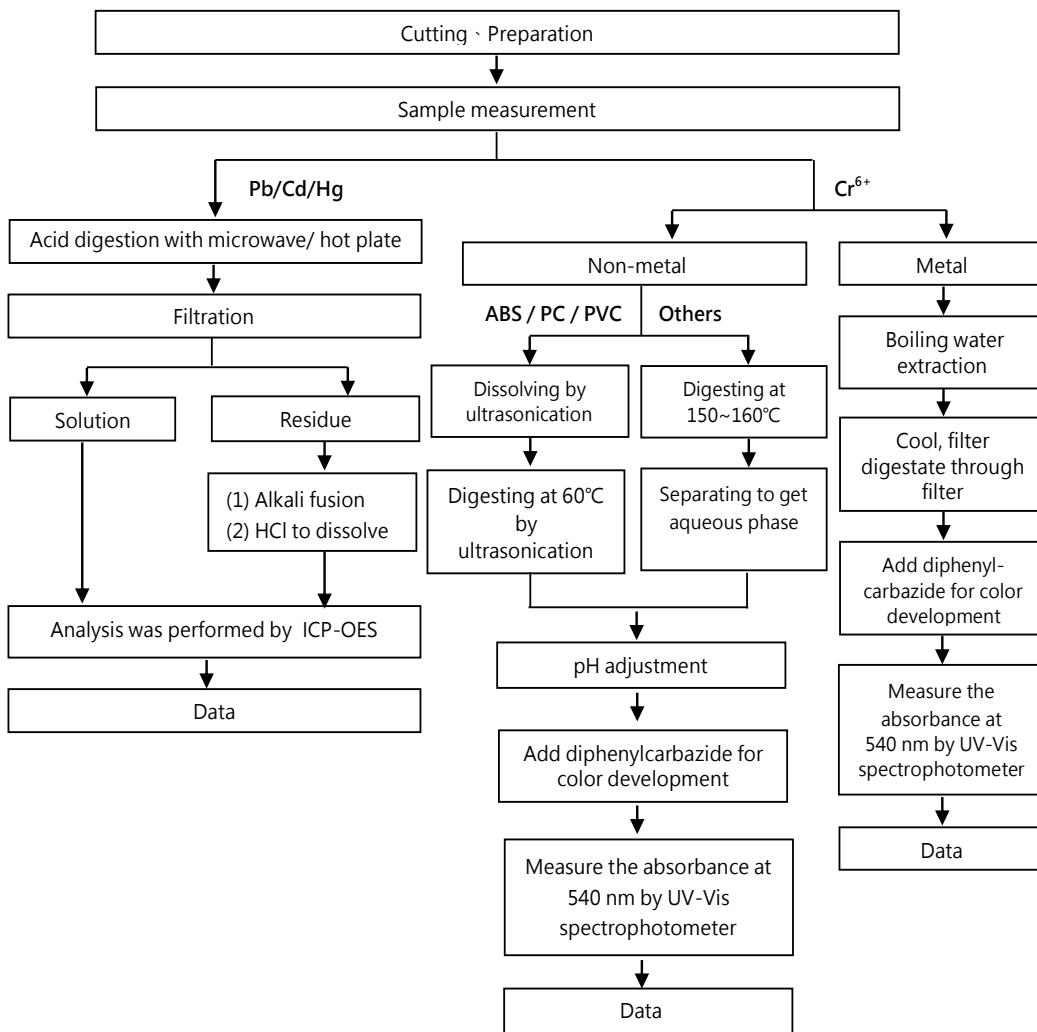 Cutting、Preparation
Sample measurement
Pb/Cd/Hg
Acid digestion with microwave/ hot plate
Filtration
Solution
Residue
(1) Alkali fusion
(2) HCl to dissolve
Analysis was performed by ICP-OES
Data
Cr⁶⁺
Non-metal
ABS / PC / PVC
Others
Dissolving by
ultrasonication
Digesting at 60℃
by
ultrasonication
Digesting at
150~160℃
Separating to get
aqueous phase
pH adjustment
Add diphenylcarbazide for
color development
Measure the absorbance at
540 nm by UV-Vis
spectrophotometer
Data
Metal
Boiling water
extraction
Cool, filter
digestate through
filter
Add diphenyl-
carbazide for color
development
Measure the
absorbance at
540 nm by UV-Vis
spectrophotometer
Data